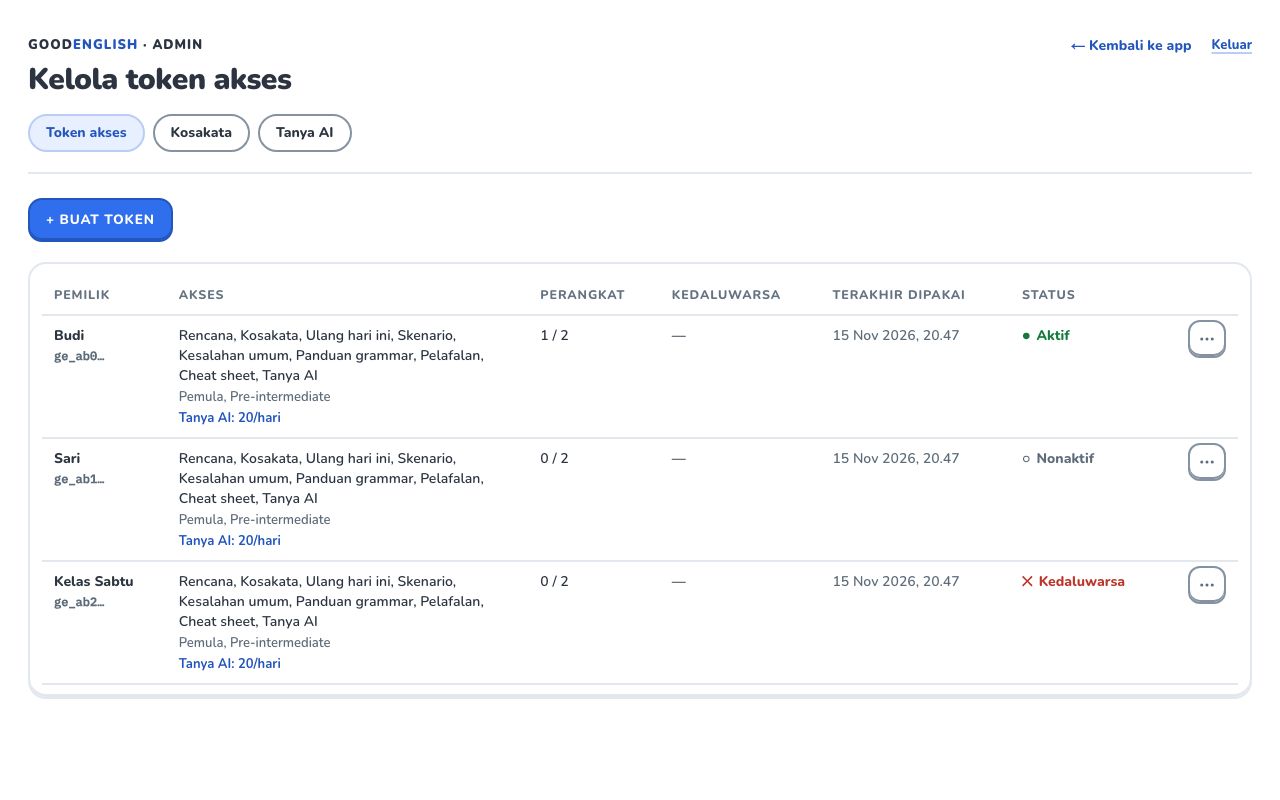 GOODENGLISH · ADMIN
← Kembali ke app
Keluar
Kelola token akses
Token akses
Kosakata
Tanya AI
+ BUAT TOKEN
PEMILIK AKSES PERANGKAT KEDALUWARSA TERAKHIR DIPAKAI STATUS
Budi
ge_ab0…
Rencana, Kosakata, Ulang hari ini, Skenario,
Kesalahan umum, Panduan grammar, Pelafalan,
Cheat sheet, Tanya AI
Pemula, Pre-intermediate
Tanya AI: 20/hari
1 / 2
—
15 Nov 2026, 20.47
● Aktif
···
Sari
ge_ab1…
Rencana, Kosakata, Ulang hari ini, Skenario,
Kesalahan umum, Panduan grammar, Pelafalan,
Cheat sheet, Tanya AI
Pemula, Pre-intermediate
Tanya AI: 20/hari
0 / 2
—
15 Nov 2026, 20.47
○ Nonaktif
···
Kelas Sabtu
ge_ab2…
Rencana, Kosakata, Ulang hari ini, Skenario,
Kesalahan umum, Panduan grammar, Pelafalan,
Cheat sheet, Tanya AI
Pemula, Pre-intermediate
Tanya AI: 20/hari
0 / 2
—
15 Nov 2026, 20.47
✕ Kedaluwarsa
···